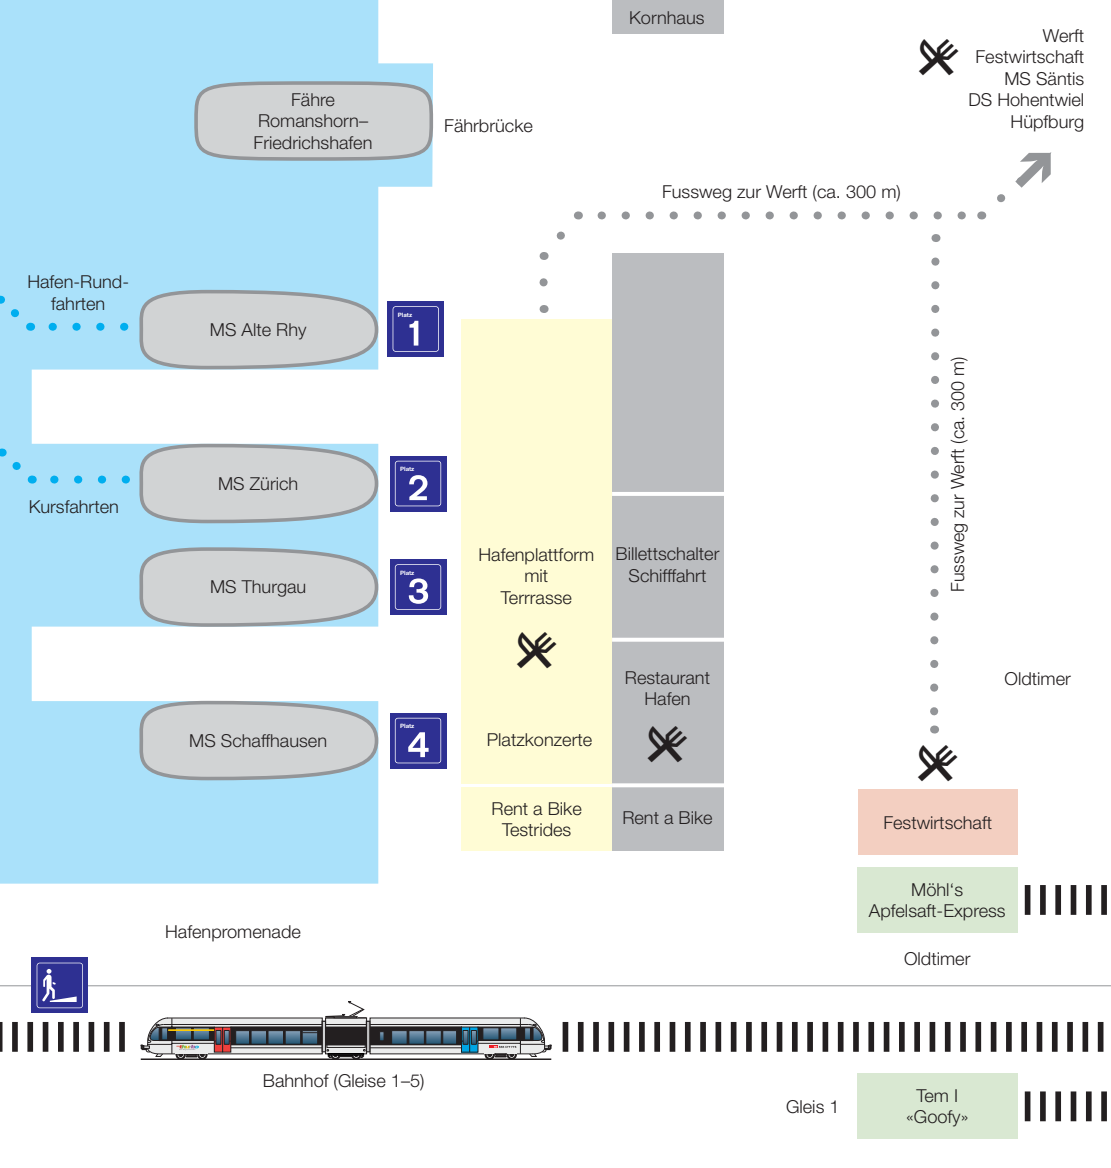 Kornhaus
Werft
Festwirtschaft
MS Säntis
DS Hohentwiel
Hüpfburg
Fähre
Romanshorn–
Friedrichshafen
Fährbrücke
Fussweg zur Werft (ca. 300 m)
Hafen-Rund-
fahrten
MS Alte Rhy
Platz
1
Fussweg zur Werft (ca. 300 m)
MS Zürich
Platz
2
Kursfahrten
Hafenplattform
mit
Terrrasse
Billettschalter
Schifffahrt
MS Thurgau
Platz
3
Restaurant
Hafen
Oldtimer
MS Schaffhausen
Platz
4
Platzkonzerte
Rent a Bike
Testrides
Rent a Bike
Festwirtschaft
Möhl‘s
Apfelsaft-Express
Hafenpromenade
Oldtimer
Bahnhof (Gleise 1–5)
Gleis 1
Tem I
«Goofy»